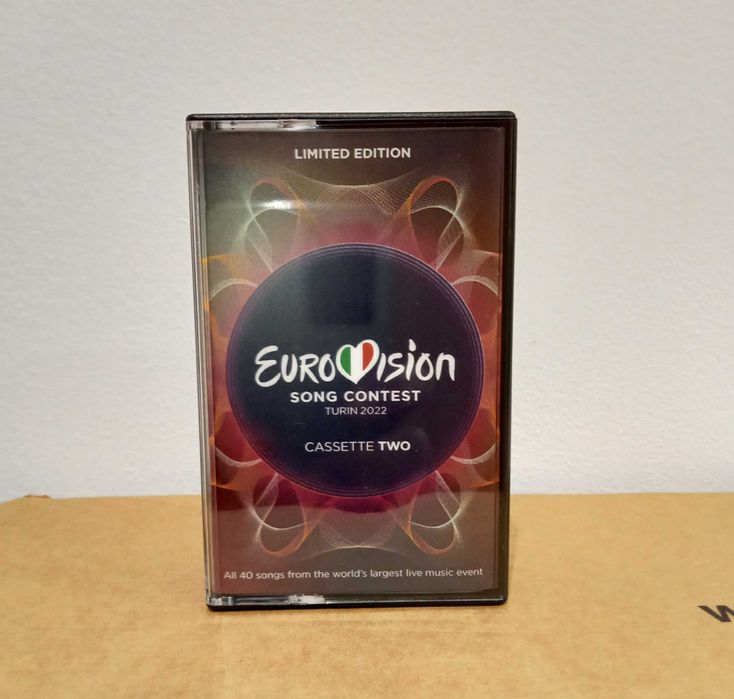 LIMITED EDITION
EUROVISION
SONG CONTEST
TURIN 2022
CASSETTE TWO
All 40 songs from the world's largest live music event